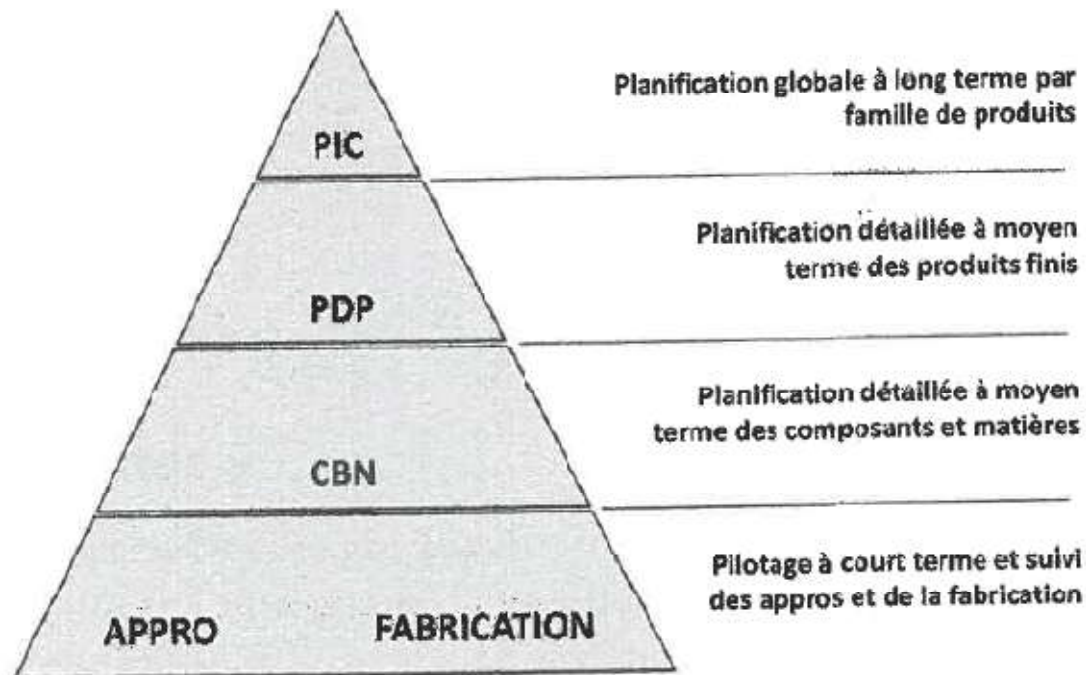 Planification globale à long terme par
famille de produits
PIC
Planification détaillée à moyen
terme des produits finis
PDP
Planification détaillée à moyen
terme des composants et matières
CBN
Pilotage à court terme et suivi
des appros et de la fabrication
APPRO FABRICATION